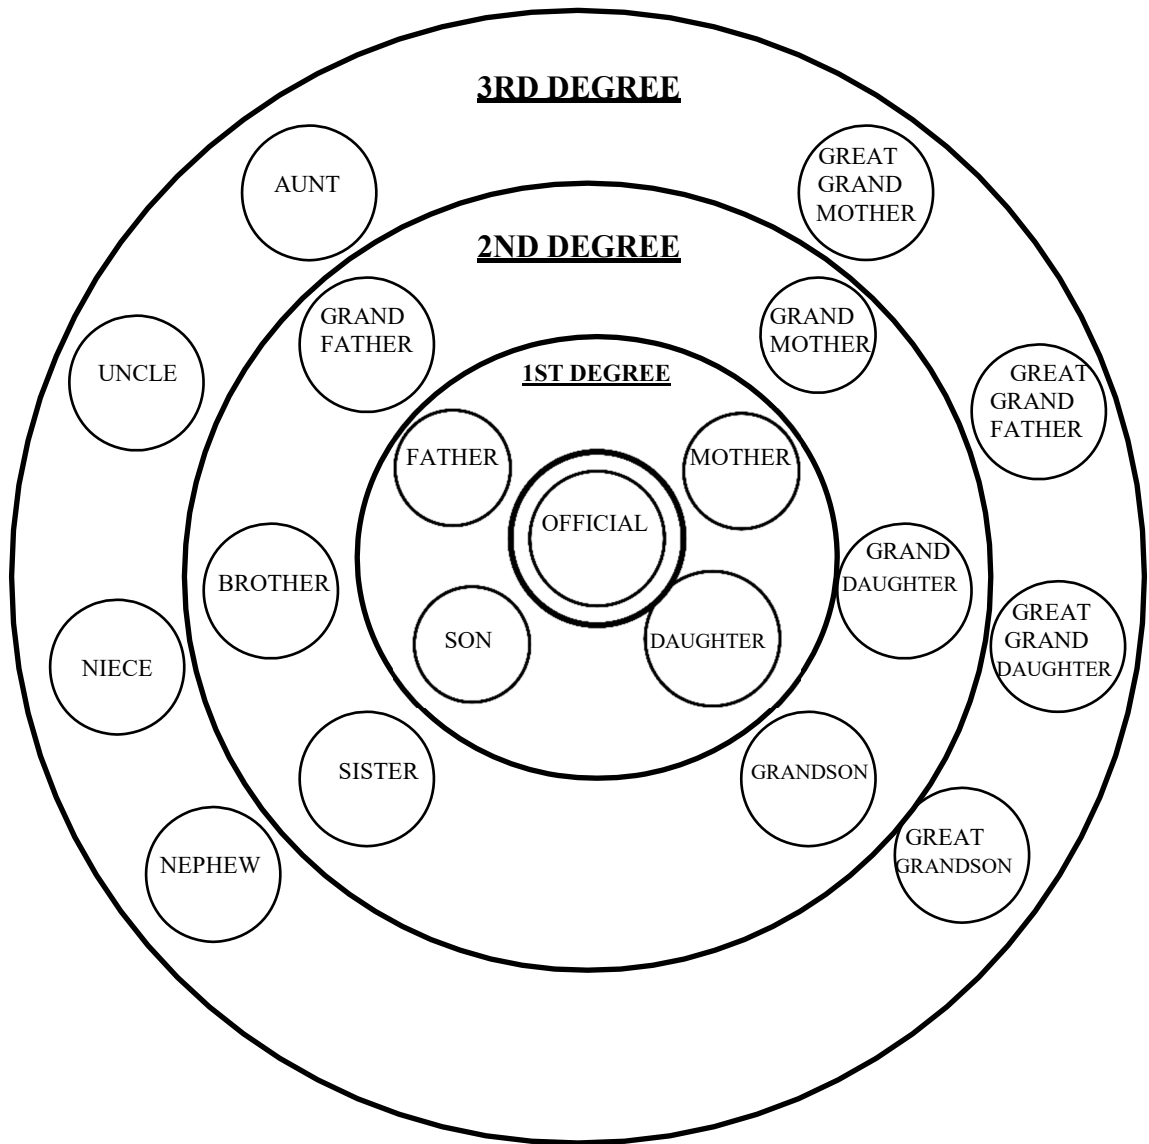 3RD DEGREE
AUNT
GREAT
GRAND
MOTHER
2ND DEGREE
GRAND
FATHER
GRAND
MOTHER
UNCLE
1ST DEGREE
GREAT
GRAND
FATHER
FATHER
MOTHER
OFFICIAL
BROTHER
GRAND
DAUGHTER
SON
DAUGHTER
GREAT
GRAND
DAUGHTER
NIECE
SISTER
GRANDSON
NEPHEW
GREAT
GRANDSON